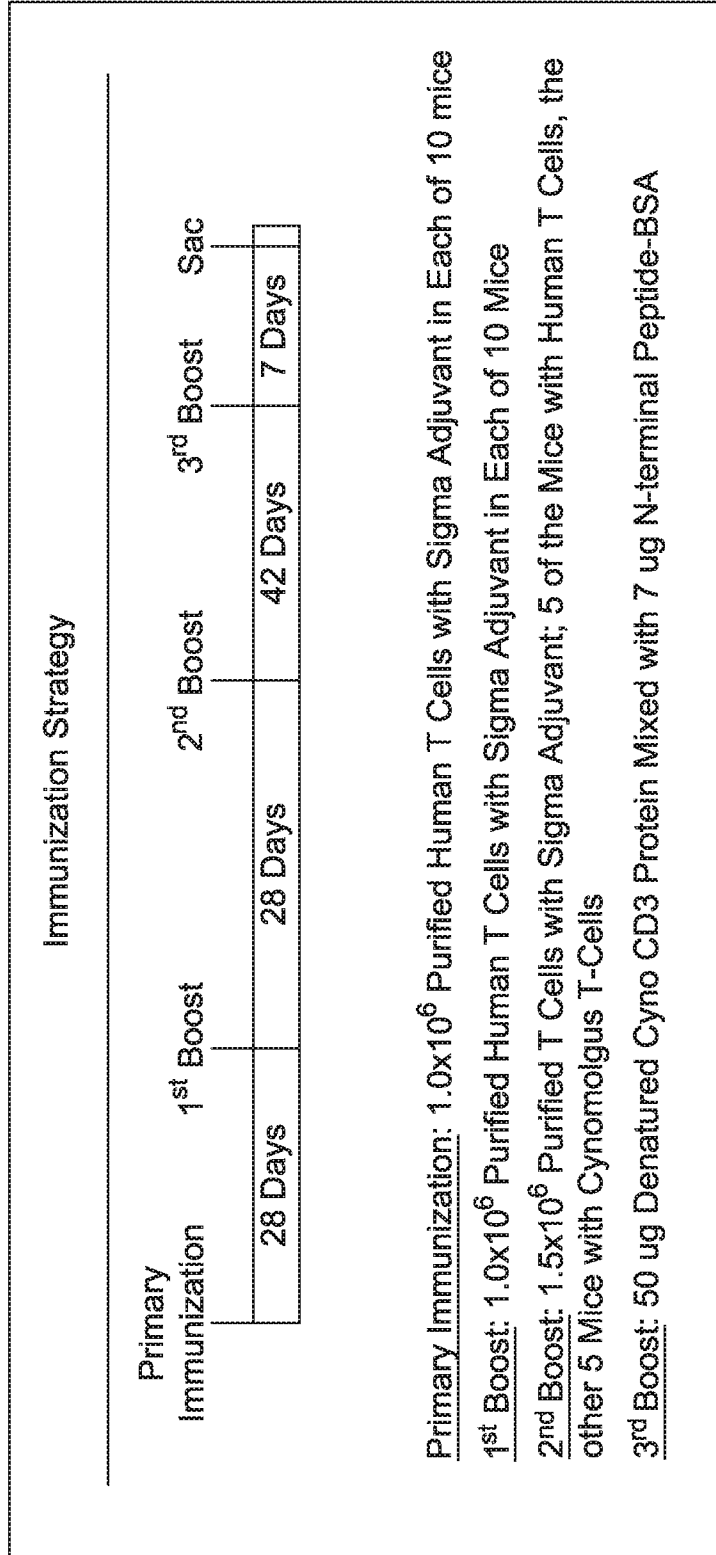 Immunization Strategy
Primary
Immunization
1st Boost
2nd Boost
3rd Boost
Sac
28 Days
28 Days
42 Days
7 Days
Primary Immunization: 1.0x10⁶ Purified Human T Cells with Sigma Adjuvant in Each of 10 mice
1st Boost: 1.0x10⁶ Purified Human T Cells with Sigma Adjuvant in Each of 10 Mice
2nd Boost: 1.5x10⁶ Purified T Cells with Sigma Adjuvant; 5 of the Mice with Human T Cells, the
other 5 Mice with Cynomolgus T-Cells
3rd Boost: 50 ug Denatured Cyno CD3 Protein Mixed with 7 ug N-terminal Peptide-BSA